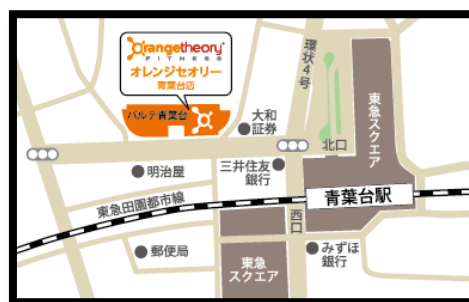 orangetheory®
FITNESS
オレンジセオリー
青葉台店
パルテ青葉台
環状4号
大和
証券
北口
東急スクエア
明治屋
三井住友
銀行
東急田園都市線
青葉台駅
西口
郵便局
東急
スクエア
みずほ
銀行